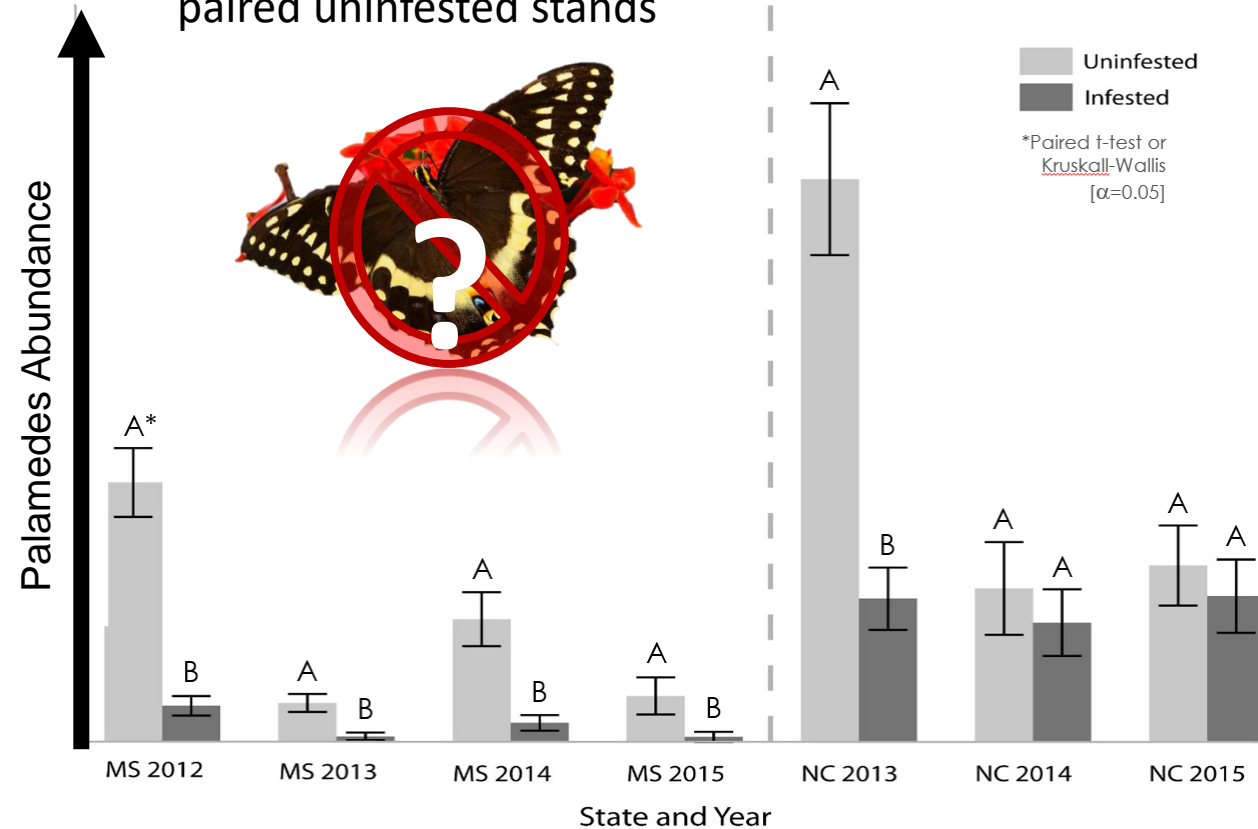 paired uninfested stands
Palamedes Abundance
Uninfested
Infested
*Paired t-test or
Kruskall-Wallis
[α=0.05]
?
A*
B
A
B
A
B
A
B
A
B
A
A
A
A
MS 2012
MS 2013
MS 2014
MS 2015
NC 2013
NC 2014
NC 2015
State and Year